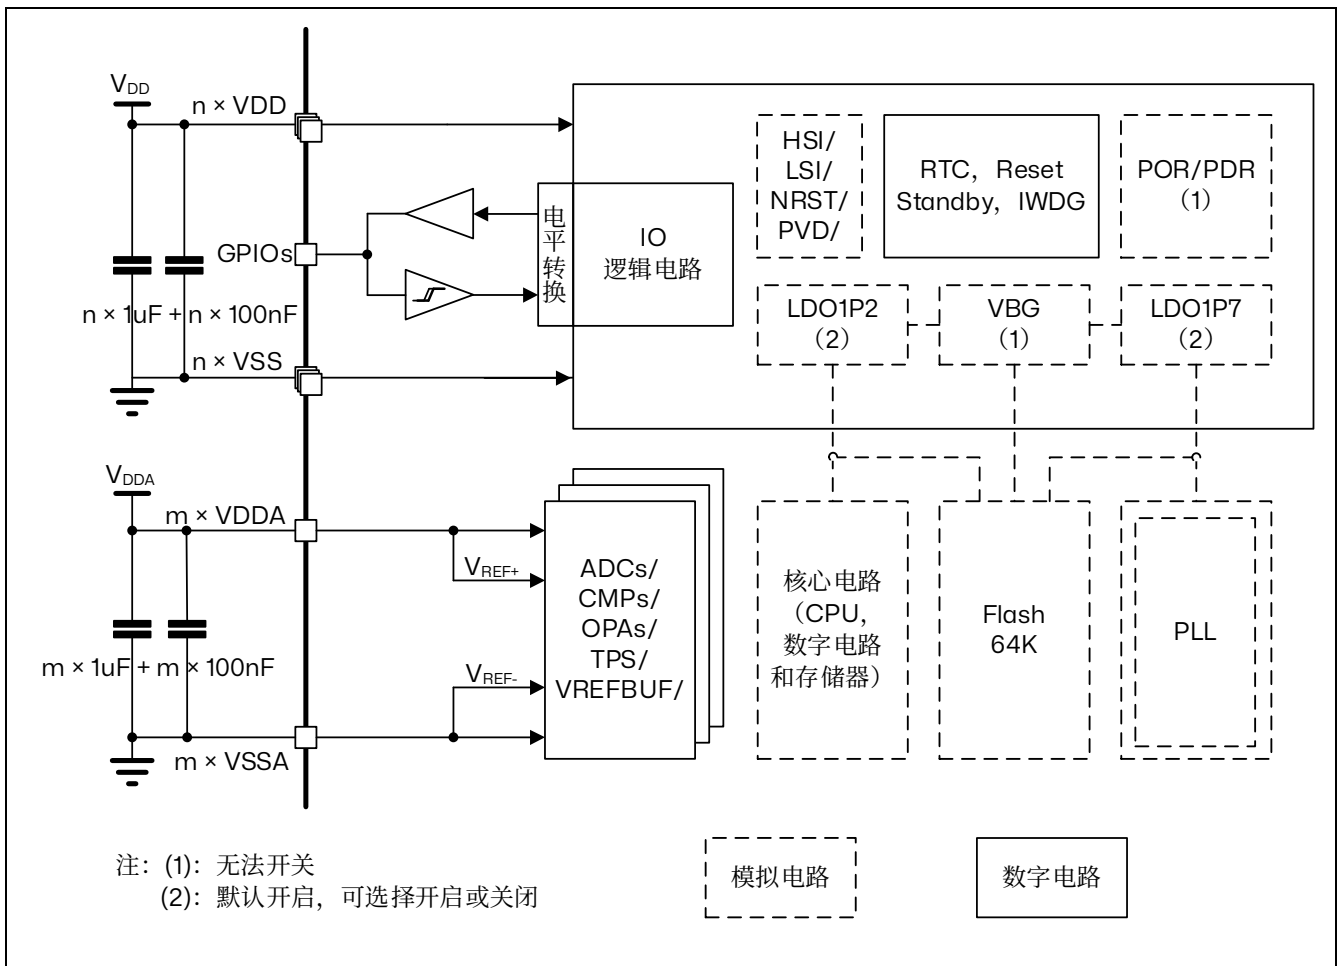 VDD
n × VDD
GPIOs
n × 1uF + n × 100nF
n × VSS
电平转换
IO
逻辑电路
HSI/
LSI/
NRST/
PVD/
RTC，Reset
Standby，IWDG
POR/PDR
（1）
LDO1P2
（2）
VBG
（1）
LDO1P7
（2）
VDDA
m × VDDA
VREF+
m × 1uF + m × 100nF
VREF-
m × VSSA
ADCs/
CMPs/
OPAs/
TPS/
VREFBUF/
核心电路
（CPU，
数字电路
和存储器）
Flash
64K
PLL
注：(1)：无法开关
(2)：默认开启，可选择开启或关闭
模拟电路
数字电路